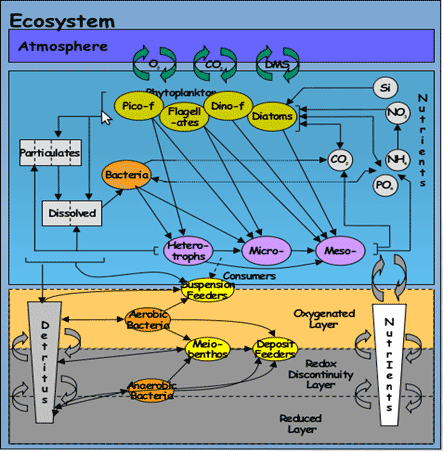 Ecosystem
Atmosphere
O2
CO2
DMS
Phytoplankton
Si
Pico-f
Flagell
-ates
Dino-f
Diatoms
NOx
Nutrients
Particulates
Bacteria
CO2
NH4
PO4
Dissolved
Hetero-
trophs
Micro-
Meso-
Consumers
Suspension
Feeders
Aerobic
Bacteria
Oxygenated
Layer
Detritus
Meio-
benthos
Deposit
Feeders
NutrIents
Redox
Discontinuity
Layer
Anaerobic
Bacteria
Reduced
Layer